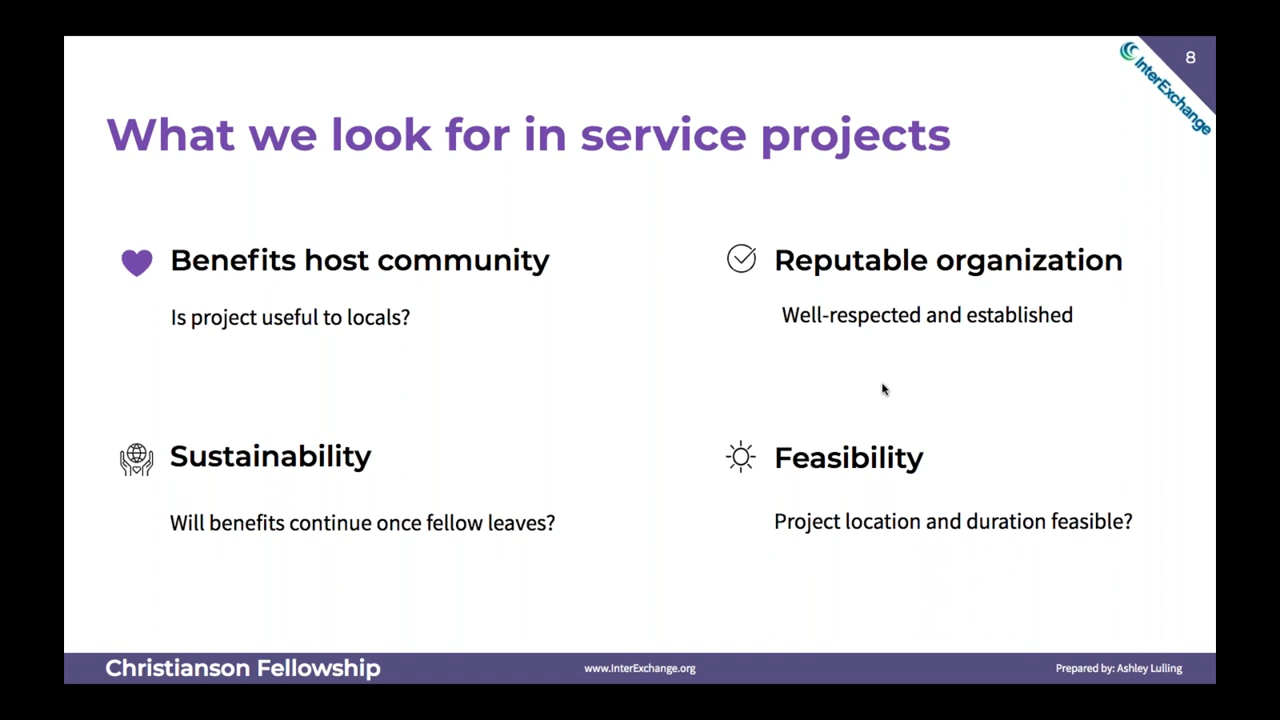 8
InterExchange
What we look for in service projects
Benefits host community
Is project useful to locals?
Reputable organization
Well-respected and established
Sustainability
Will benefits continue once fellow leaves?
Feasibility
Project location and duration feasible?
Christianson Fellowship
www.InterExchange.org
Prepared by: Ashley Lulling